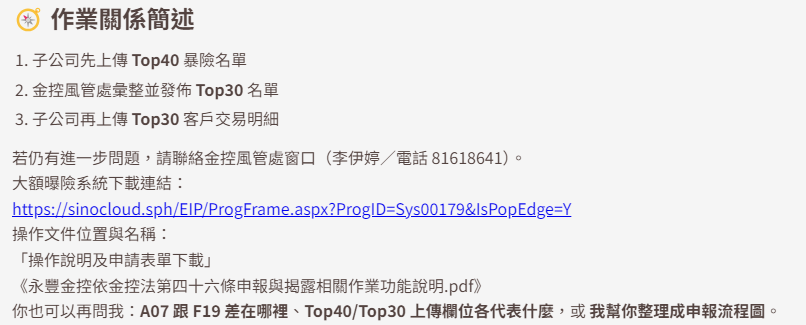 作業關係簡述
1. 子公司先上傳 Top40 暴險名單
2. 金控風管處彙整並發佈 Top30 名單
3. 子公司再上傳 Top30 客戶交易明細
若仍有進一步問題，請聯絡金控風管處窗口（李伊婷／電話 81618641）。
大額曝險系統下載連結：
https://sinocloud.sph/EIP/ProgFrame.aspx?ProgID=Sys00179&IsPopEdge=Y
操作文件位置與名稱：
「操作說明及申請表單下載」
《永豐金控依金控法第四十六條申報與揭露相關作業功能說明.pdf》
你也可以再問我：A07 跟 F19 差在哪裡、Top40/Top30 上傳欄位各代表什麼，或 我幫你整理成申報流程圖。